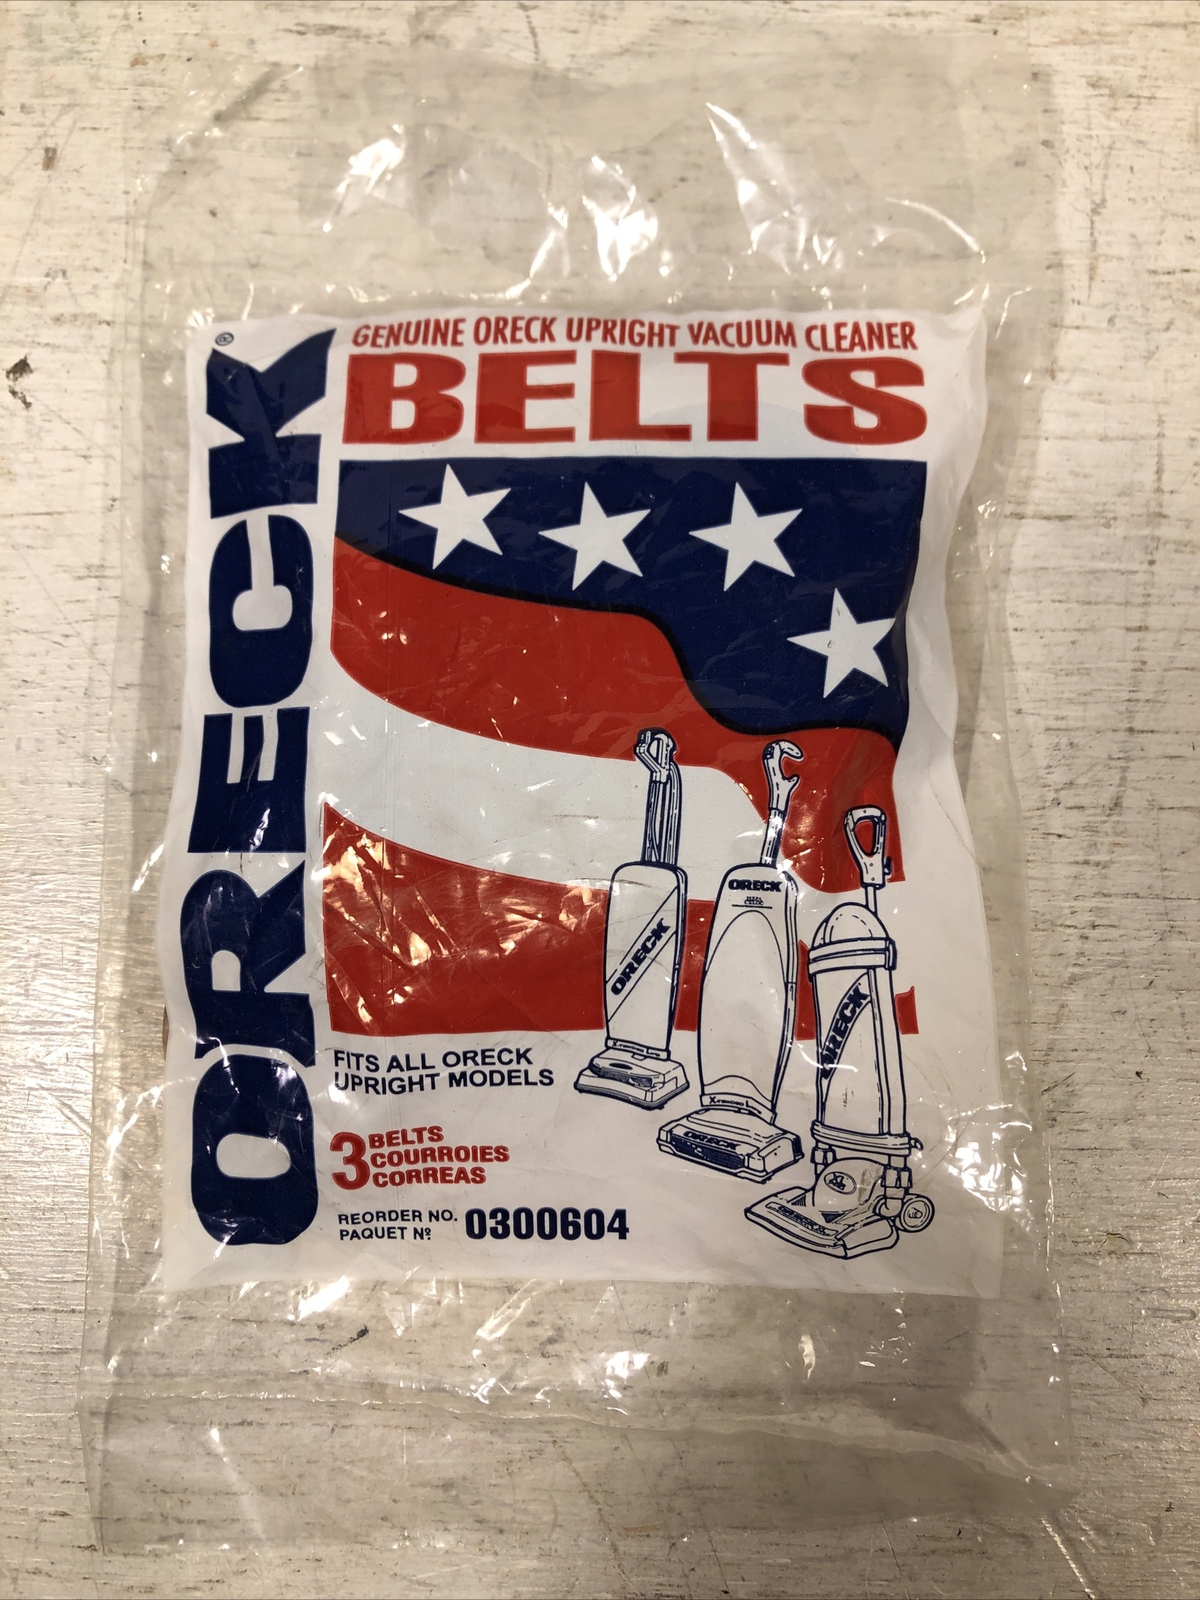 ORECK®
GENUINE ORECK UPRIGHT VACUUM CLEANER
BELTS
ORECK
ORECK
ORECK
ORECK
XL
FITS ALL ORECK
UPRIGHT MODELS
3 BELTS
COURROIES
CORREAS
REORDER NO.
PAQUET Nº
0300604